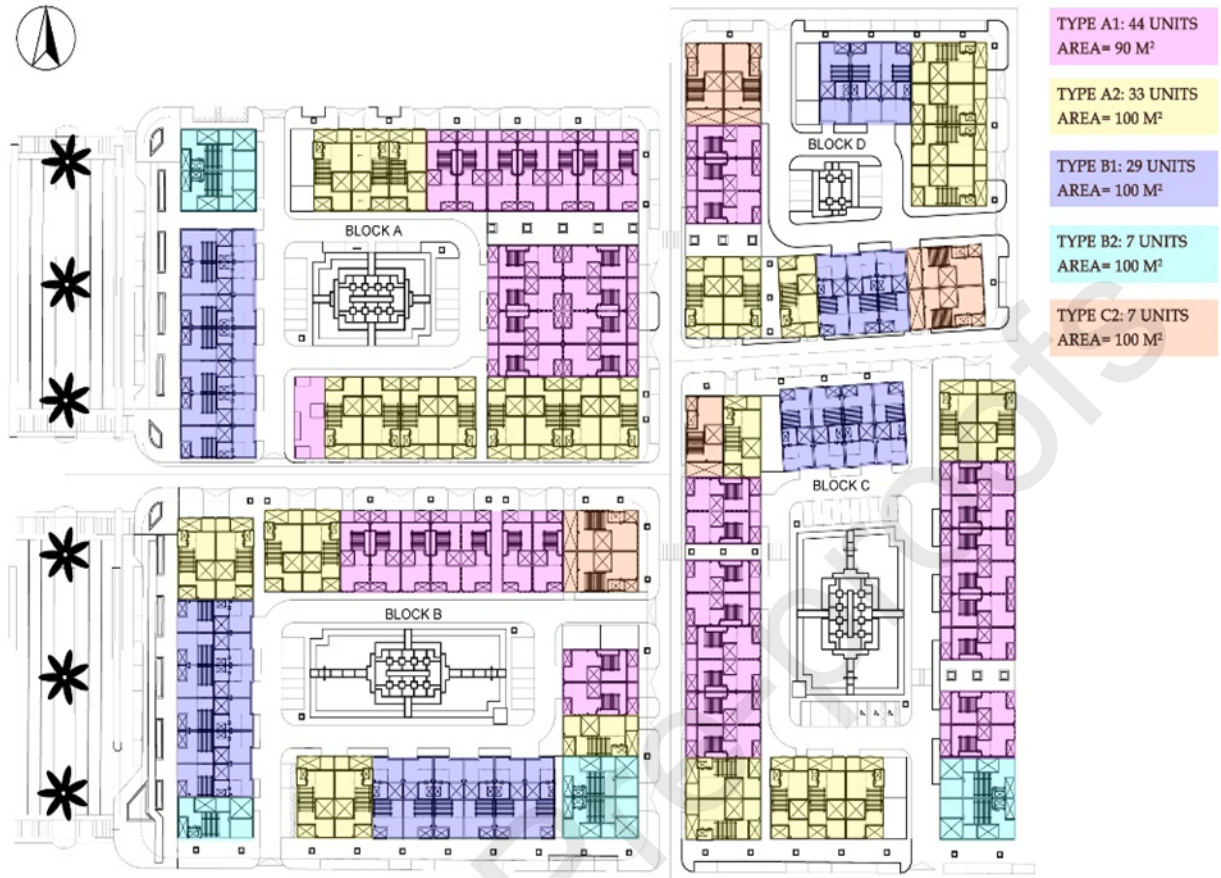 TYPE A1: 44 UNITS
AREA= 90 M²
TYPE A2: 33 UNITS
AREA= 100 M²
TYPE B1: 29 UNITS
AREA= 100 M²
TYPE B2: 7 UNITS
AREA= 100 M²
TYPE C2: 7 UNITS
AREA= 100 M²
BLOCK D
BLOCK A
BLOCK C
BLOCK B
Pre-proofs